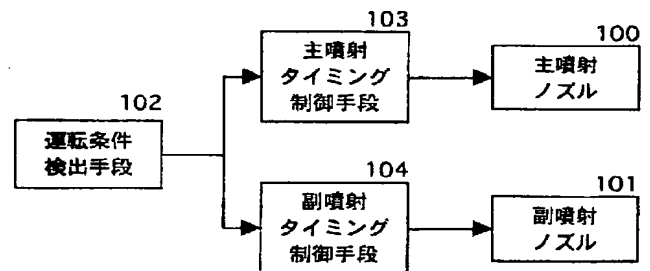 103
主噴射
タイミング
制御手段
100
主噴射
ノズル
102
運転条件
検出手段
104
副噴射
タイミング
制御手段
101
副噴射
ノズル